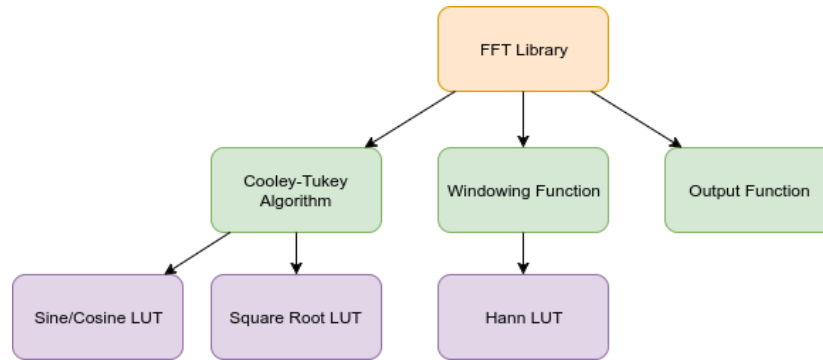 FFT Library
Cooley-Tukey
Algorithm
Windowing Function
Output Function
Sine/Cosine LUT
Square Root LUT
Hann LUT